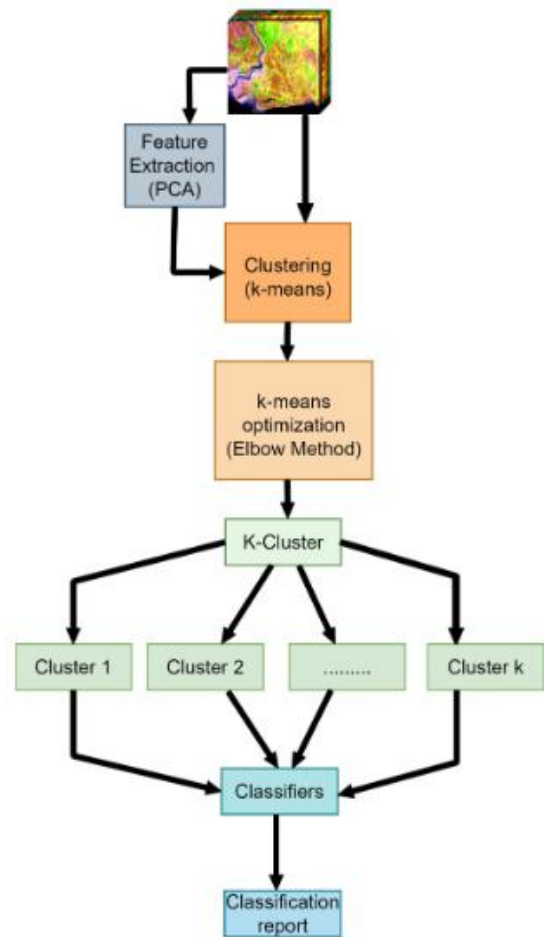 Feature
Extraction
(PCA)
Clustering
(k-means)
k-means
optimization
(Elbow Method)
K-Cluster
Cluster 1
Cluster 2
.........
Cluster k
Classifiers
Classification
report